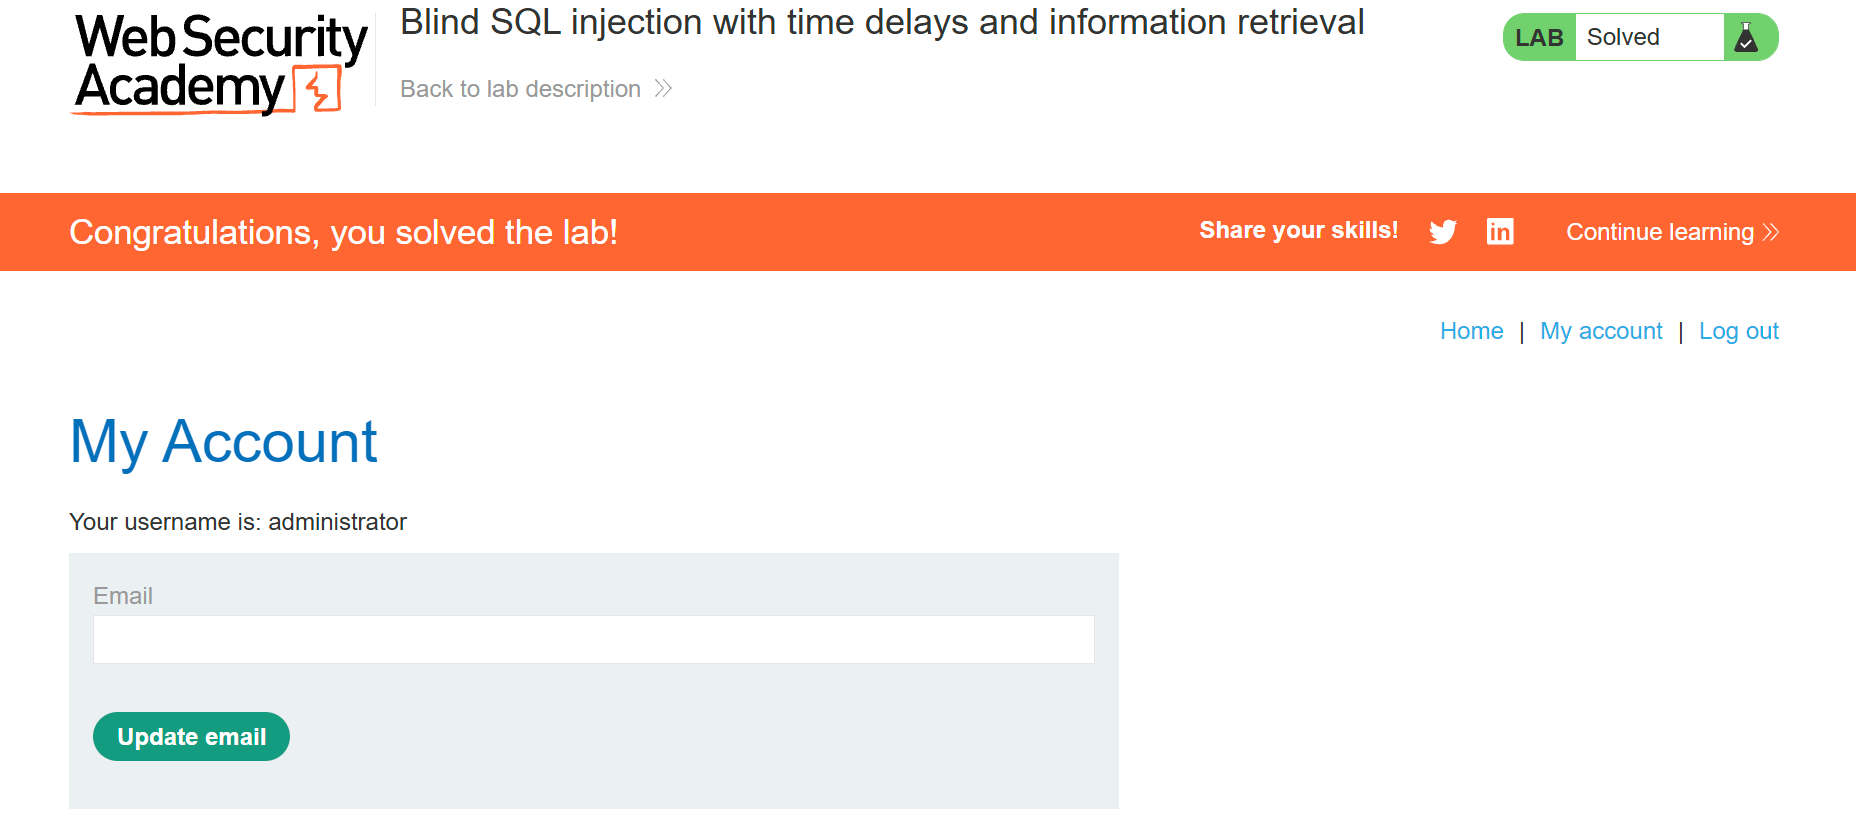 Web Security
Academy
Blind SQL injection with time delays and information retrieval
Back to lab description
LAB Solved
Congratulations, you solved the lab!
Share your skills!
in
Continue learning
Home | My account | Log out
My Account
Your username is: administrator
Email
Update email